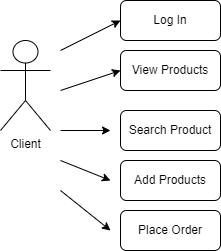 Log In
View Products
Search Product
Client
Add Products
Place Order